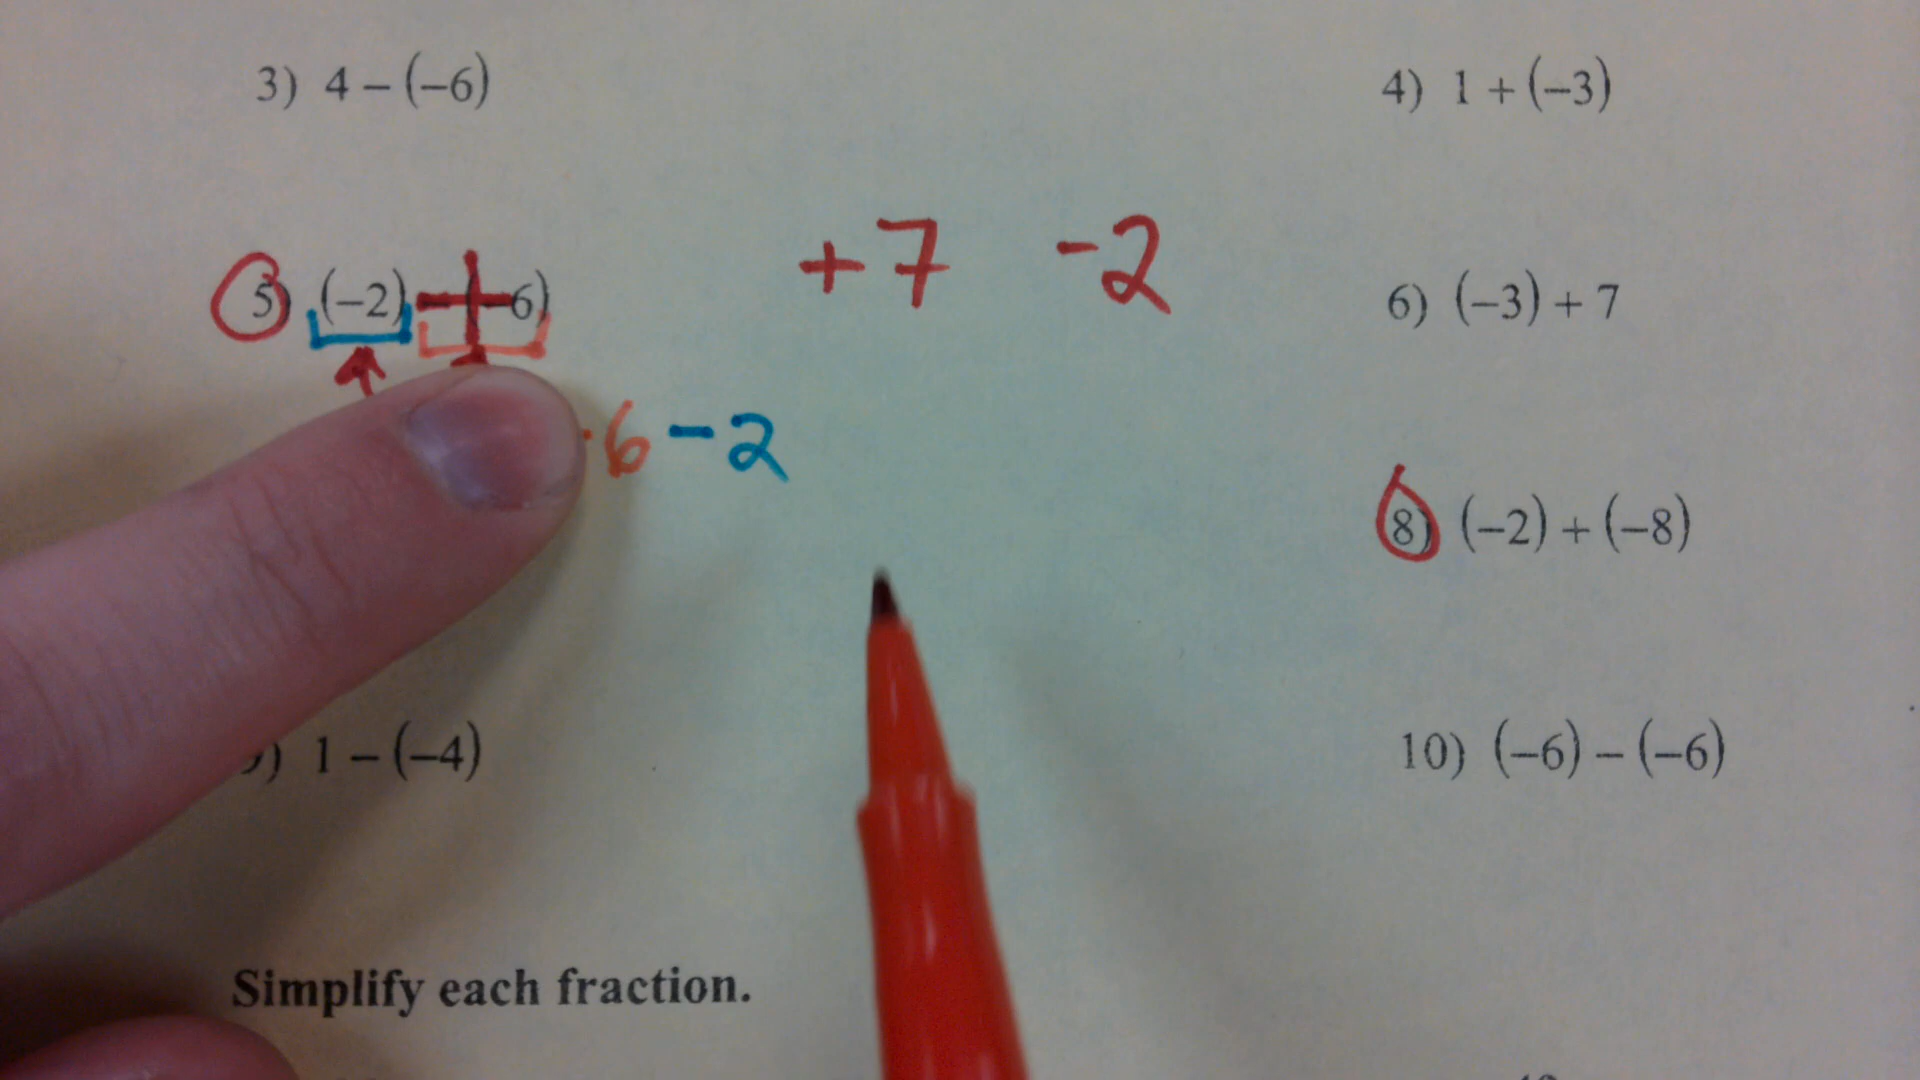 3) 4 – (–6)
4) 1 + (–3)
+7 -2
5) (–2) – (–6)
6) (–3) + 7
6 - 2
8) (–2) + (–8)
) 1 – (–4)
10) (–6) – (–6)
Simplify each fraction.